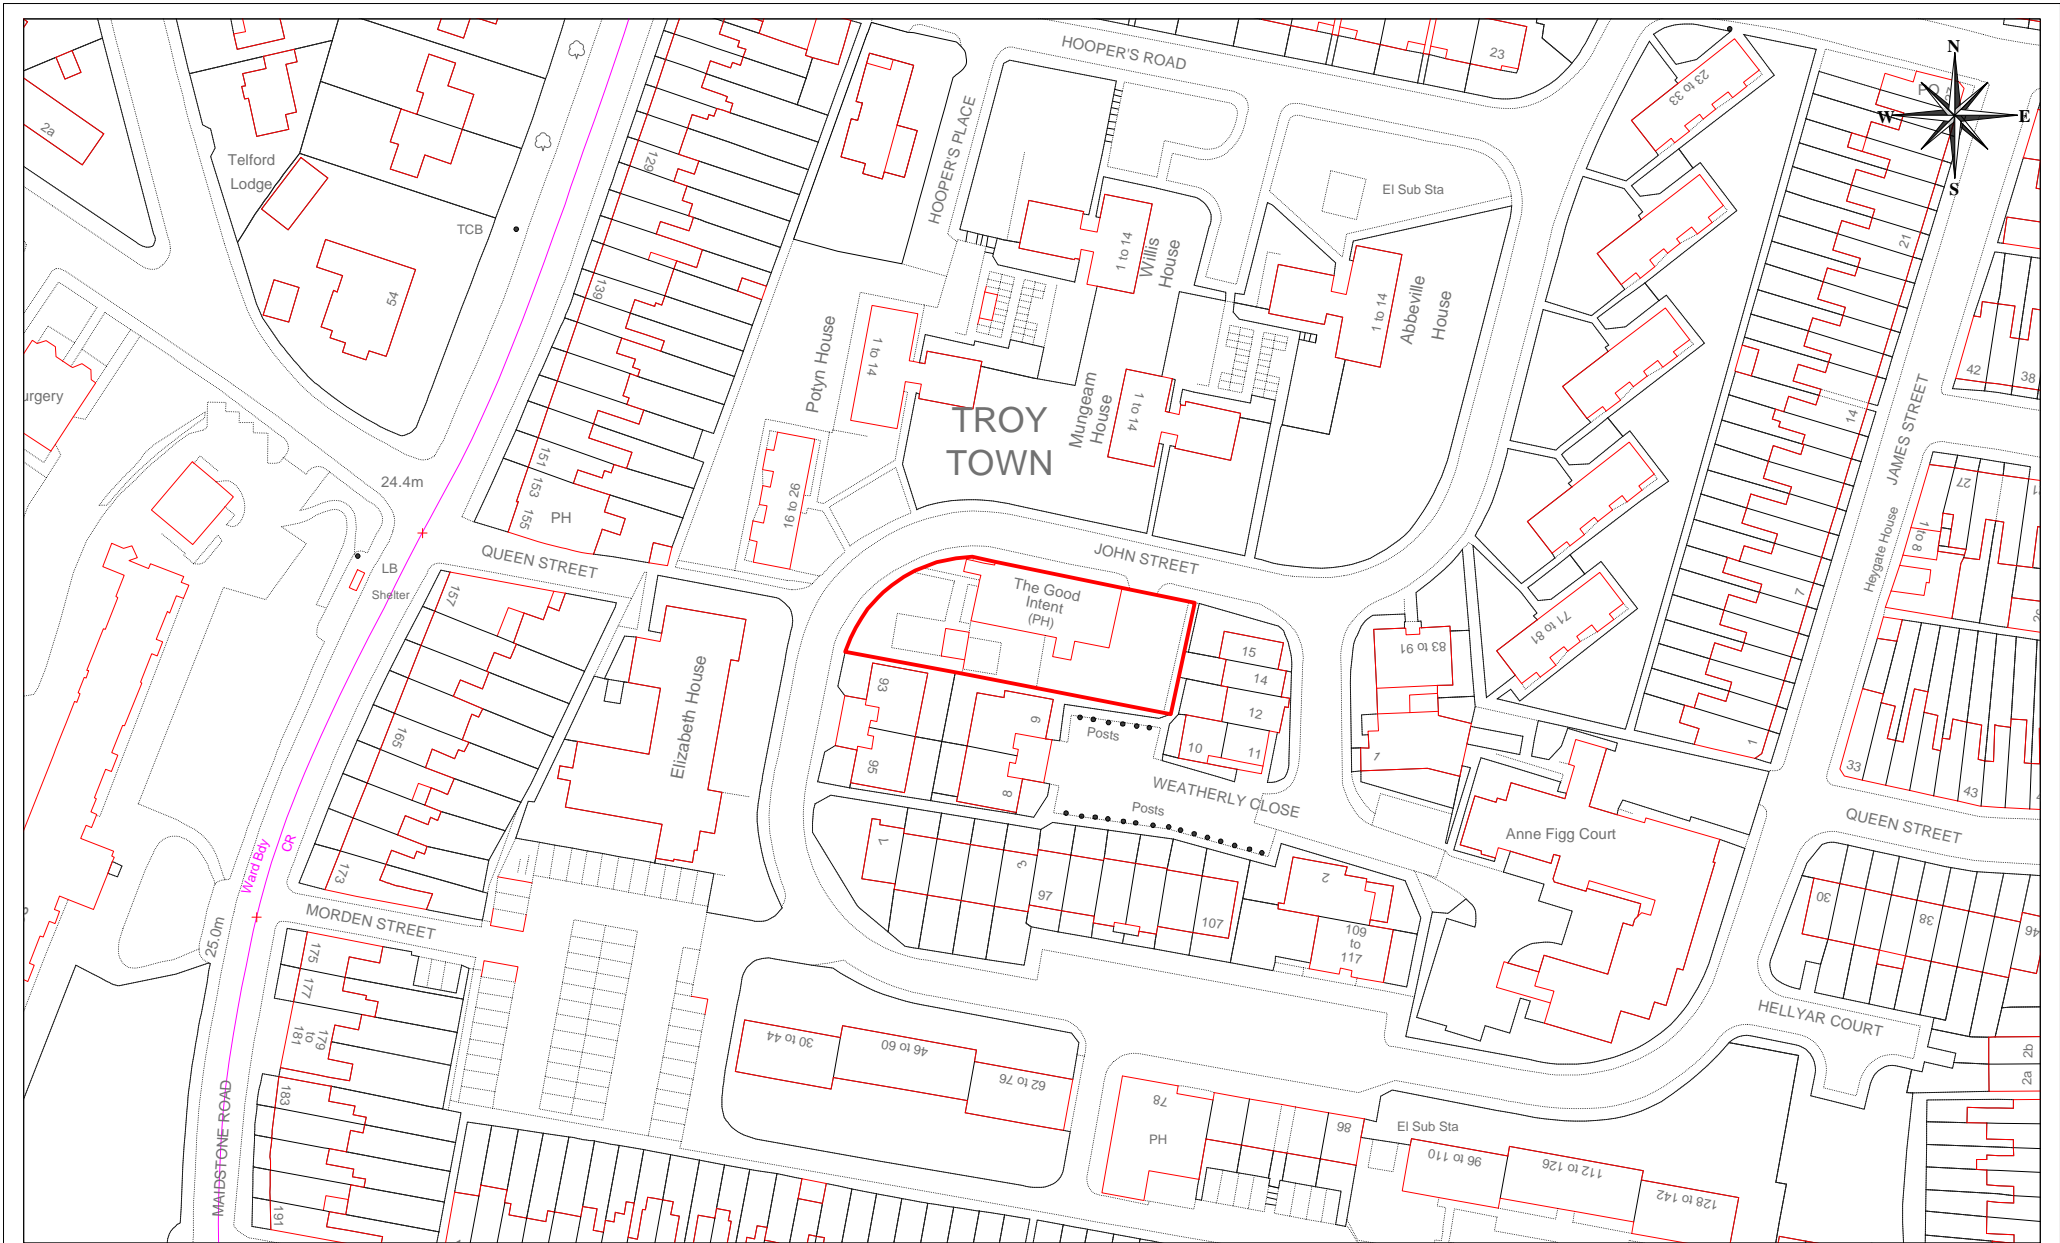 HOOPER'S ROAD
23
23 to 33
PO
N
W
E
S
2a
Telford
Lodge
TCB
129
HOOPER'S PLACE
El Sub Sta
1 to 14
Willis
House
21
139
54
1 to 14
Abbeville
House
Potyn House
1 to 14
Mungeam
House
1 to 14
TROY
TOWN
42
38
14
JAMES STREET
urgery
24.4m
151
153
155
PH
16 to 26
27
1 to 8
Heygate House
QUEEN STREET
JOHN STREET
LB
Shelter
157
The Good
Intent
(PH)
7
71 to 81
83 to 91
15
14
12
11
10
93
95
9
8
Posts
Elizabeth House
165
1
1
33
43
WEATHERLY CLOSE
Posts
Anne Figg Court
QUEEN STREET
Ward Bdy
CR
173
7
3
97
107
2
109
to
117
30
38
46
MORDEN STREET
25.0m
175
177
179
to
181
183
191
MAIDSTONE ROAD
HELLYAR COURT
30 to 44
46 to 60
62 to 76
2b
2a
78
PH
86
El Sub Sta
96 to 110
112 to 126
128 to 142